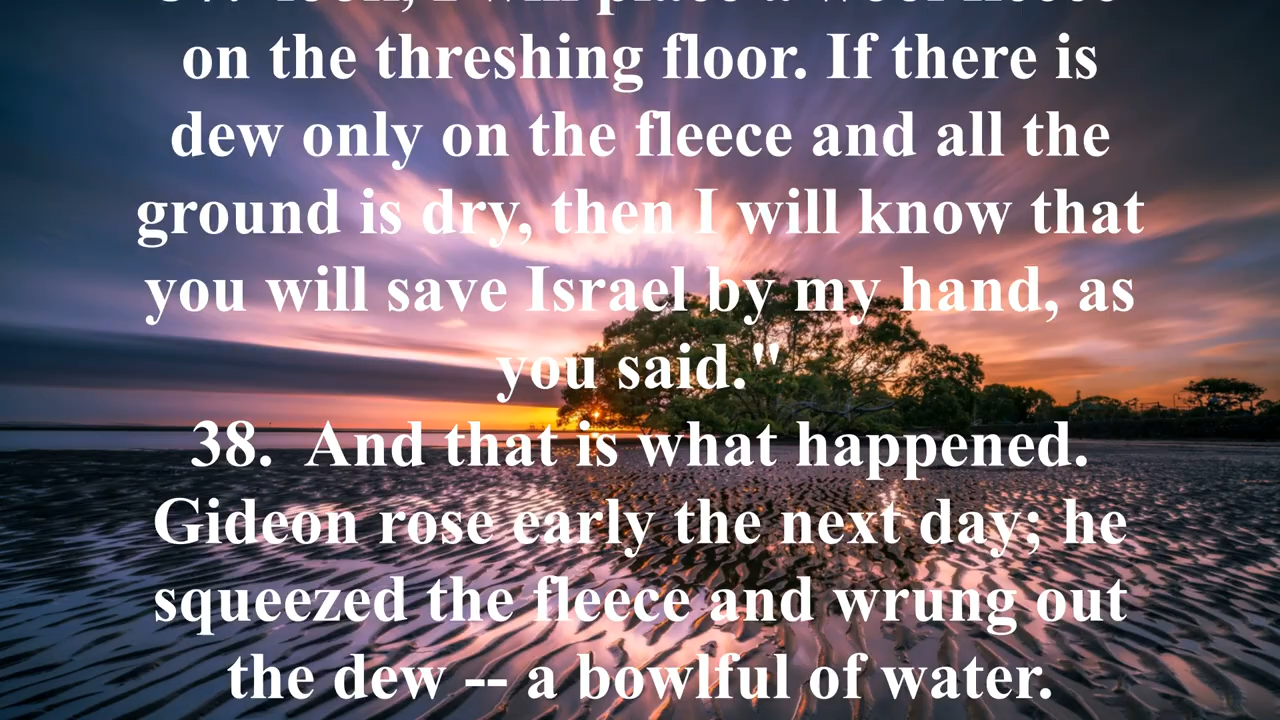 on the threshing floor. If there is
dew only on the fleece and all the
ground is dry, then I will know that
you will save Israel by my hand, as
you said."
38.  And that is what happened.
Gideon rose early the next day; he
squeezed the fleece and wrung out
the dew -- a bowlful of water.